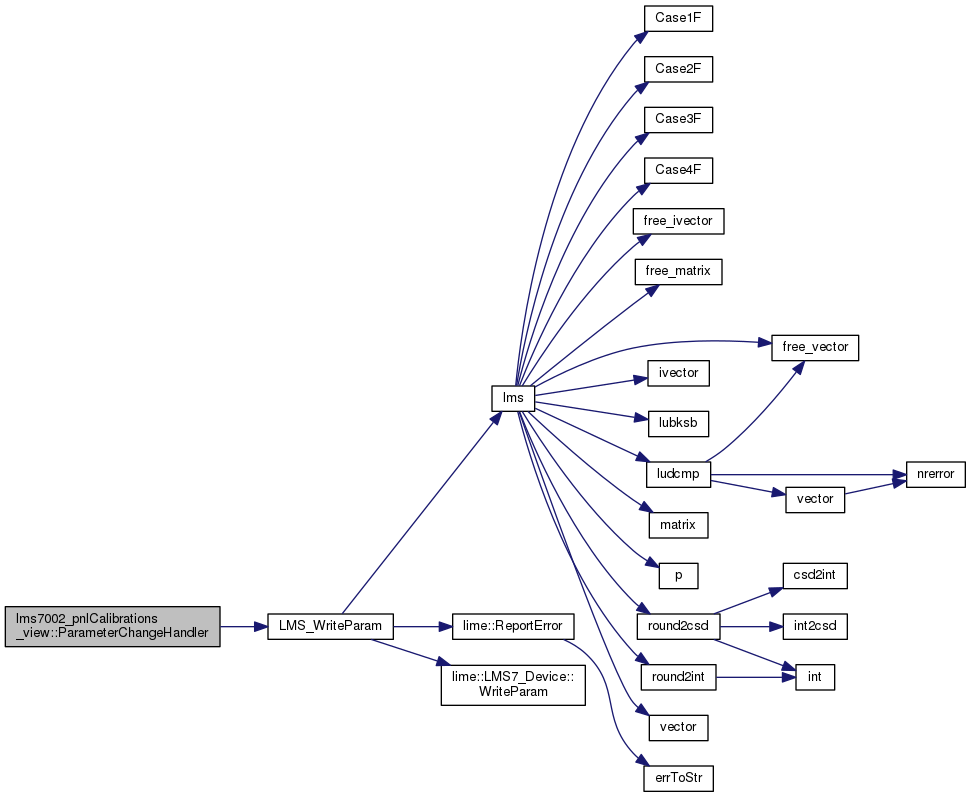 Case1F
Case2F
Case3F
Case4F
free_ivector
free_matrix
free_vector
ivector
lms
lubksb
ludcmp
nrerror
vector
matrix
p
csd2int
lms7002_pnlCalibrations
_view::ParameterChangeHandler
LMS_WriteParam
lime::ReportError
round2csd
int2csd
lime::LMS7_Device::
WriteParam
round2int
int
vector
errToStr